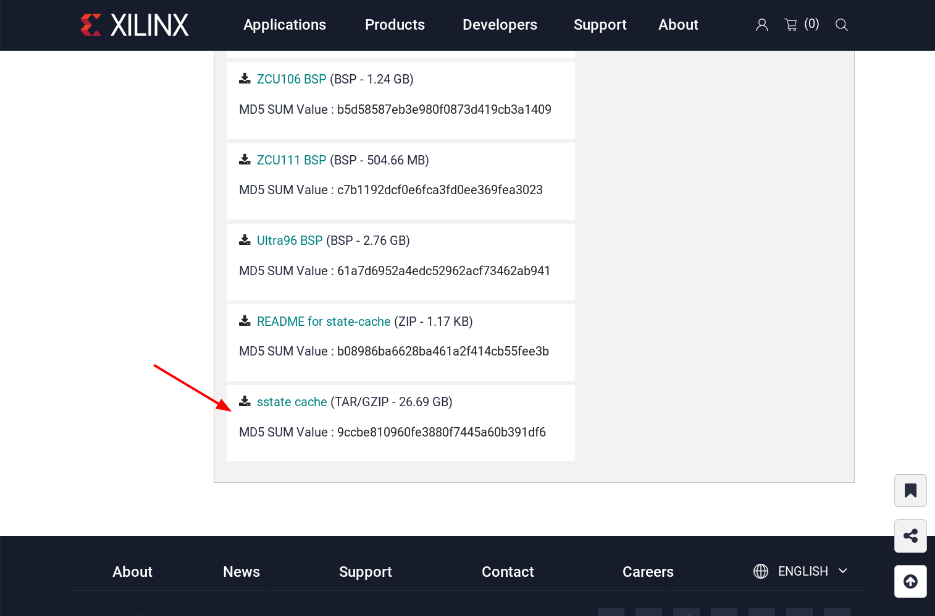 XILINX Applications Products Developers Support About (0)
ZCU106 BSP (BSP - 1.24 GB)
MD5 SUM Value : b5d58587eb3e980f0873d419cb3a1409
ZCU111 BSP (BSP - 504.66 MB)
MD5 SUM Value : c7b1192dcf0e6fca3fd0ee369fea3023
Ultra96 BSP (BSP - 2.76 GB)
MD5 SUM Value : 61a7d6952a4edc52962acf73462ab941
README for state-cache (ZIP - 1.17 KB)
MD5 SUM Value : b08986ba6628ba461a2f414cb55fee3b
sstate cache (TAR/GZIP - 26.69 GB)
MD5 SUM Value : 9ccbe810960fe3880f7445a60b391df6
About News Support Contact Careers ENGLISH